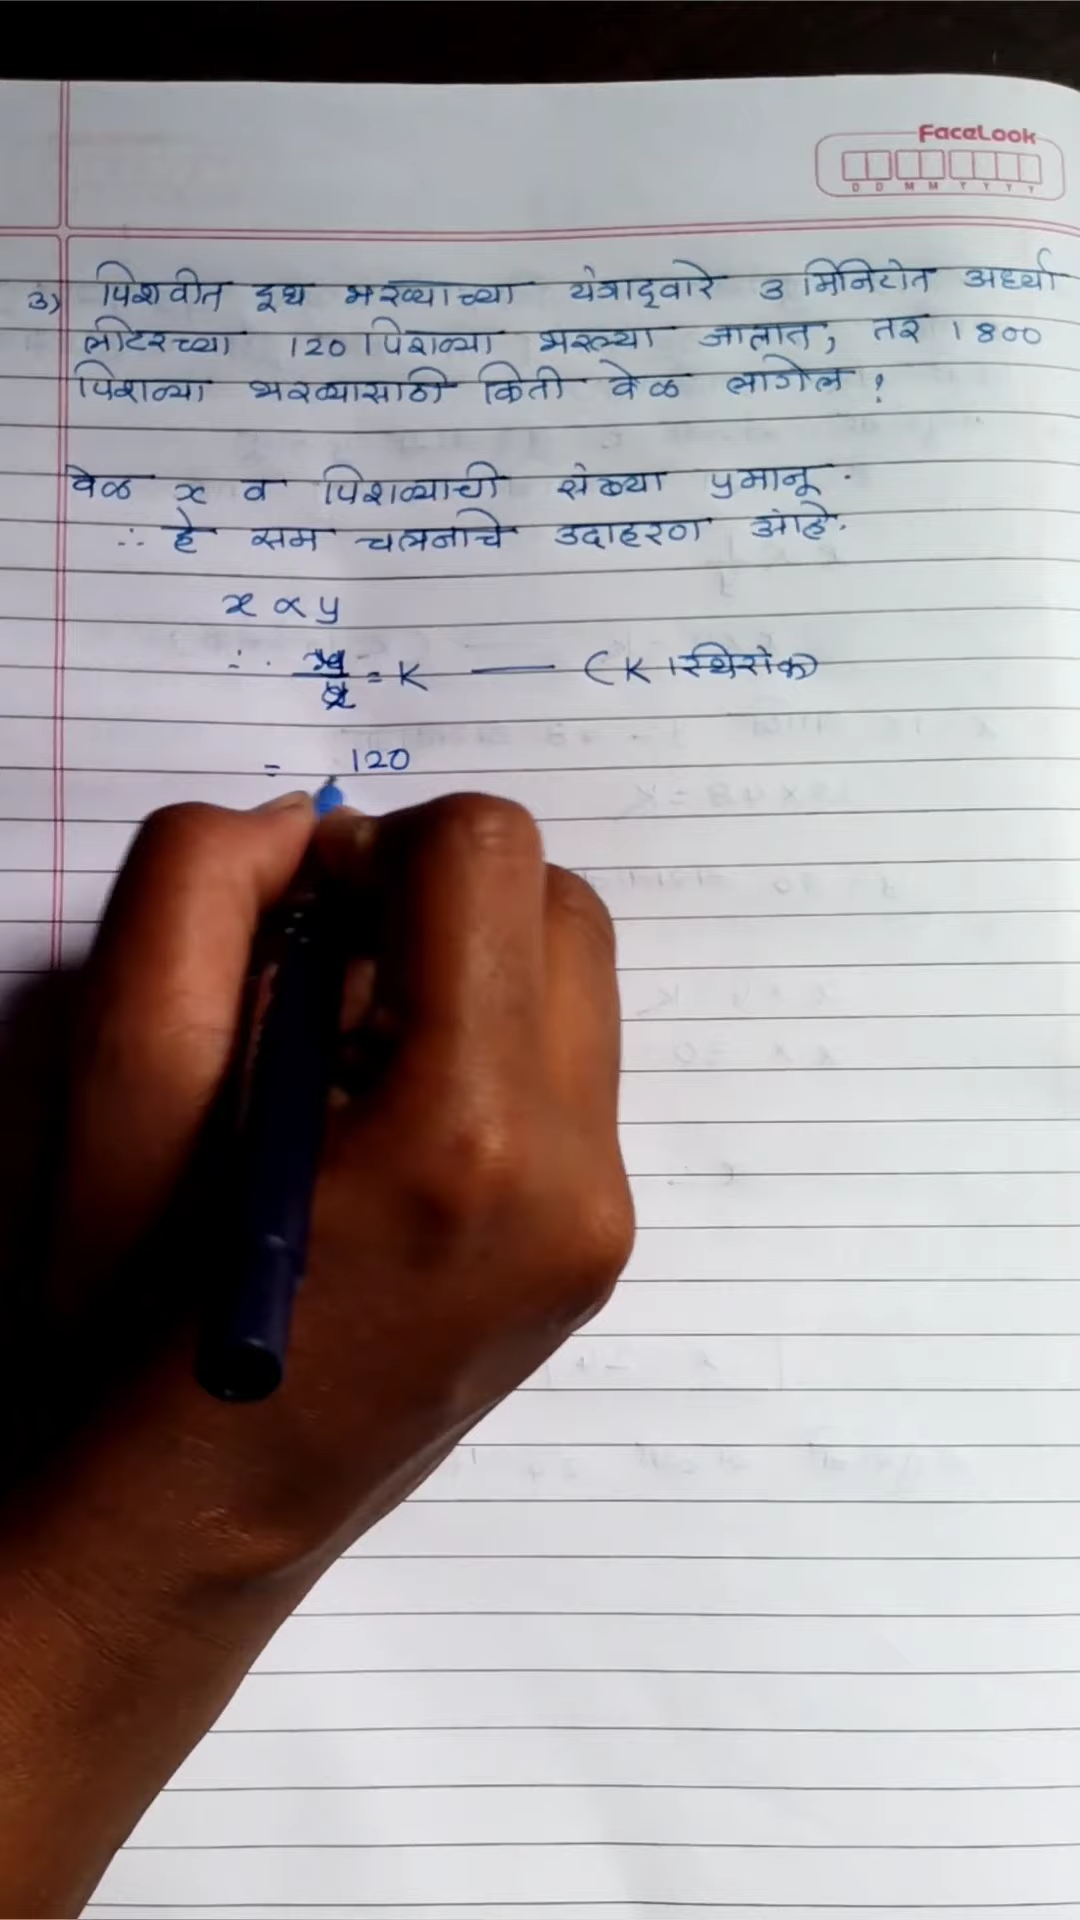 FaceLook
D D M M Y Y Y Y
3) पिशवीत दूध भरण्याच्या यंत्राद्वारे 3 मिनिटांत अर्ध्या
लीटरच्या 120 पिशव्या भरल्या जातात, तर 1800
पिशव्या भरण्यासाठी किती वेळ लागेल ?
वेळ x व पिशव्याची संख्या y मानू .
∴ हे सम चलनाचे उदाहरण आहे.
x ∝ y
∴ y/x = K — (K स्थिरांक)
= 120